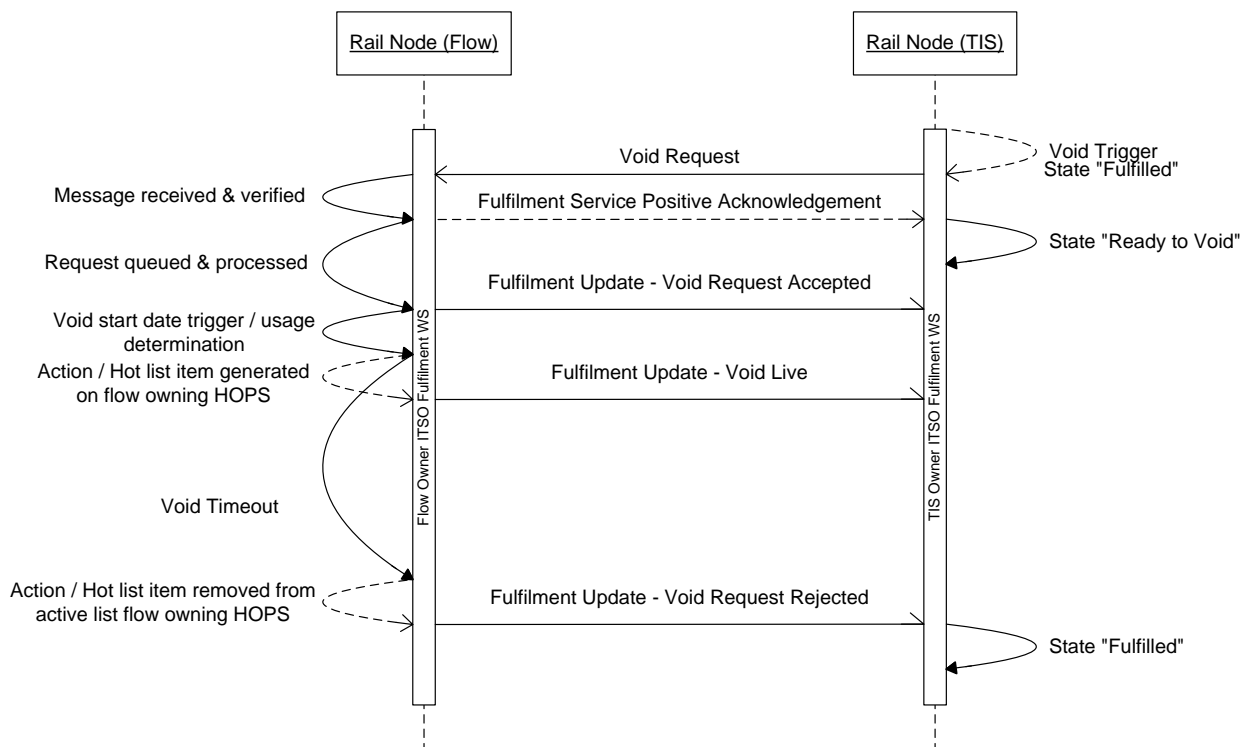 Rail Node (Flow)
Rail Node (TIS)
Void Request
Void Trigger
State "Fulfilled"
Message received & verified
Fulfilment Service Positive Acknowledgement
State "Ready to Void"
Request queued & processed
Fulfilment Update - Void Request Accepted
Void start date trigger / usage
determination
Action / Hot list item generated
on flow owning HOPS
Fulfilment Update - Void Live
Flow Owner ITSO Fulfilment WS
TIS Owner ITSO Fulfilment WS
Void Timeout
Action / Hot list item removed from
active list flow owning HOPS
Fulfilment Update - Void Request Rejected
State "Fulfilled"